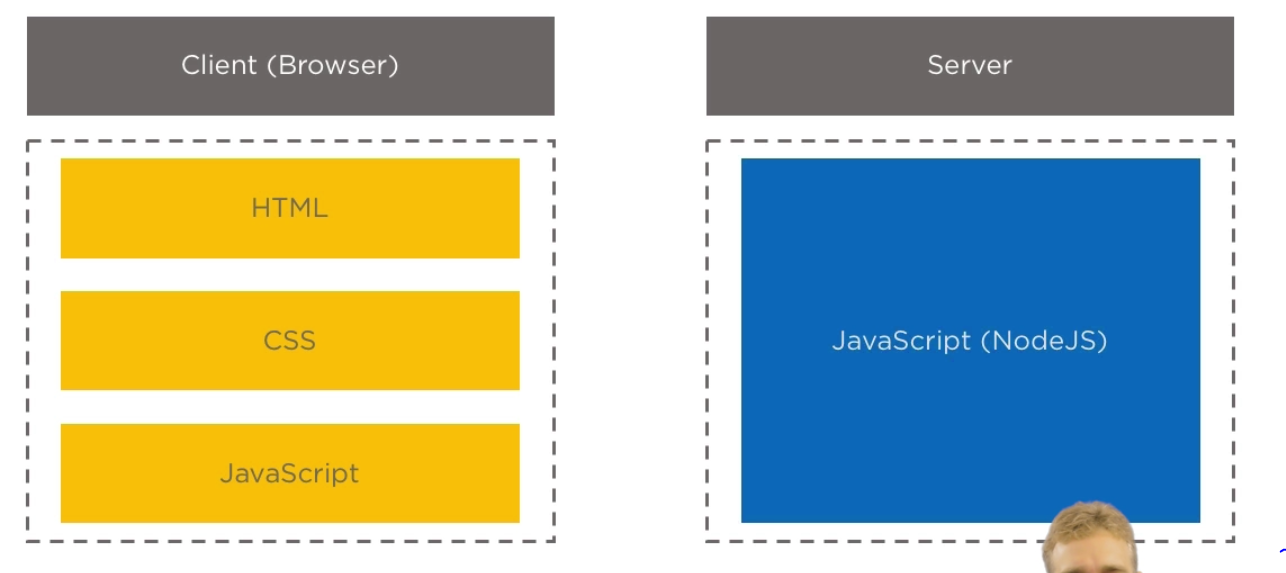 Client (Browser)
Server
HTML
CSS
JavaScript
JavaScript (NodeJS)